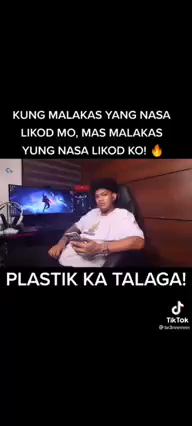 KUNG MALAKAS YANG NASA
LIKOD MO, MAS MALAKAS
YUNG NASA LIKOD KO! 🔥
PLASTIK KA TALAGA!
TikTok